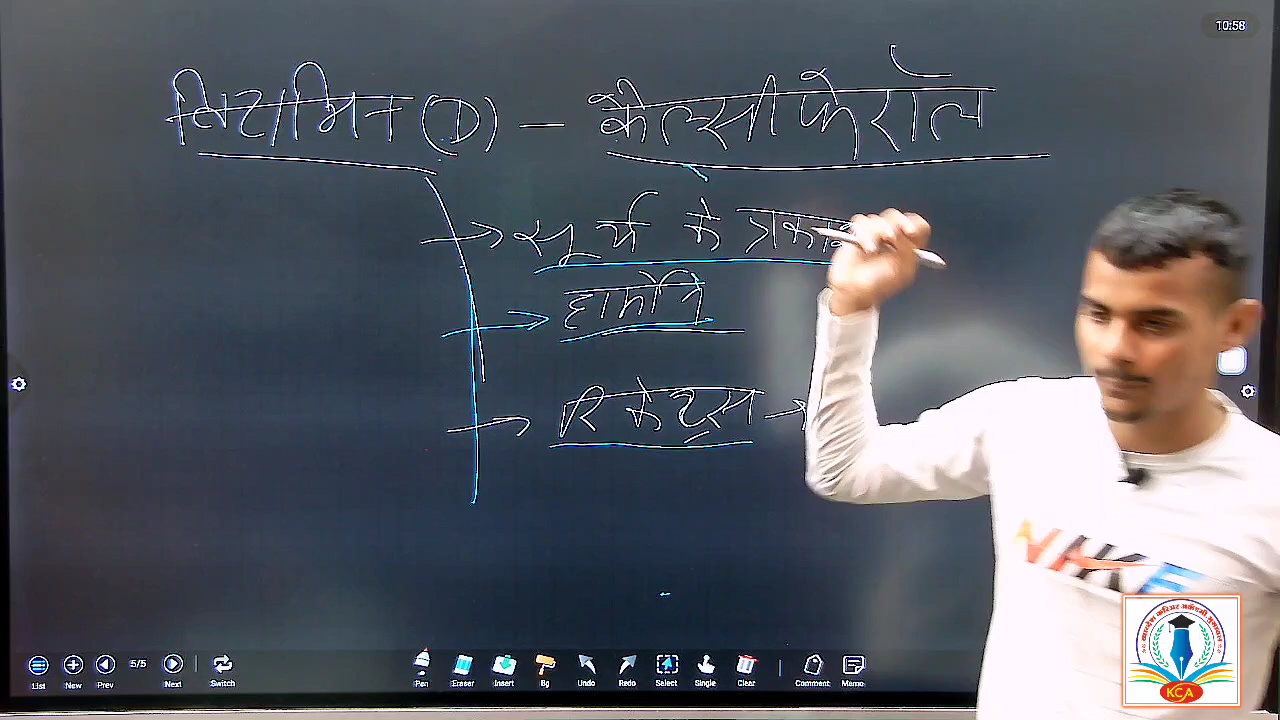 10:58
विटामिन (D) – कैल्सीफेरॉल
→ सूर्य के प्रका
→ हार्मोन
→ रिकेट्स →
5/5
List New Prev Next Switch Pen Eraser Insert Bg Undo Redo Select Single Clear Comment Memo
KCA